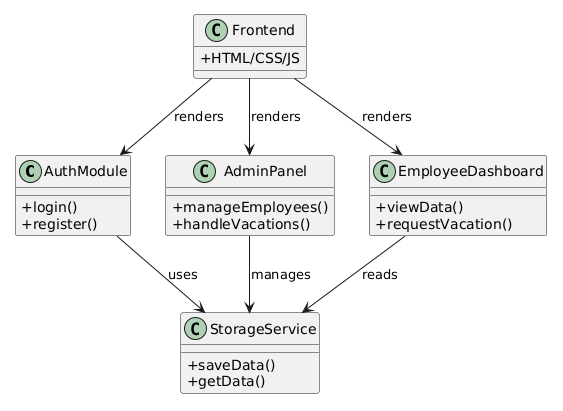 C Frontend
+HTML/CSS/JS
renders
renders
renders
C AuthModule
+login()
+register()
C AdminPanel
+manageEmployees()
+handleVacations()
C EmployeeDashboard
+viewData()
+requestVacation()
uses
manages
reads
C StorageService
+saveData()
+getData()